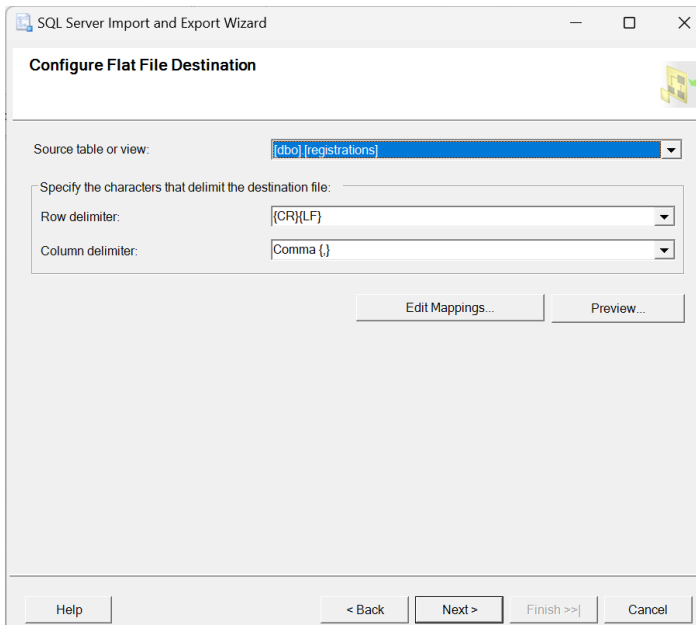 SQL Server Import and Export Wizard
Configure Flat File Destination
Source table or view: [dbo].[registrations]
Specify the characters that delimit the destination file:
Row delimiter: {CR}{LF}
Column delimiter: Comma {,}
Edit Mappings... Preview...
Help < Back Next > Finish >>| Cancel